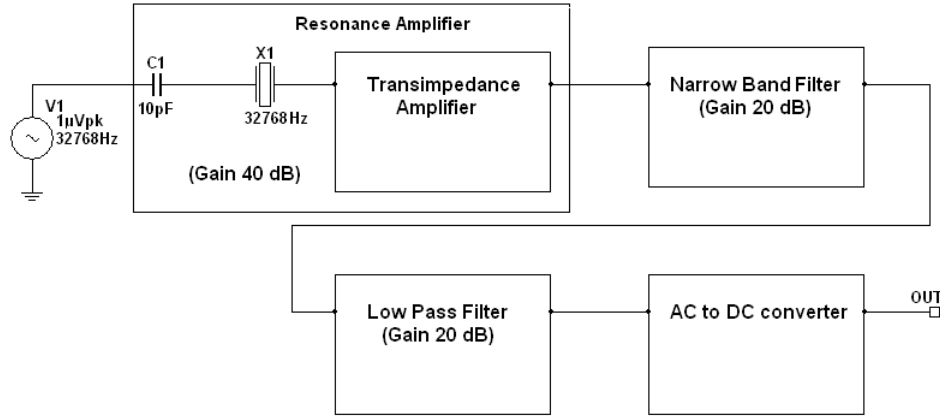 Resonance Amplifier
C1
10pF
X1
32768Hz
V1
1µVpk
32768Hz
(Gain 40 dB)
Transimpedance
Amplifier
Narrow Band Filter
(Gain 20 dB)
Low Pass Filter
(Gain 20 dB)
AC to DC converter
OUT